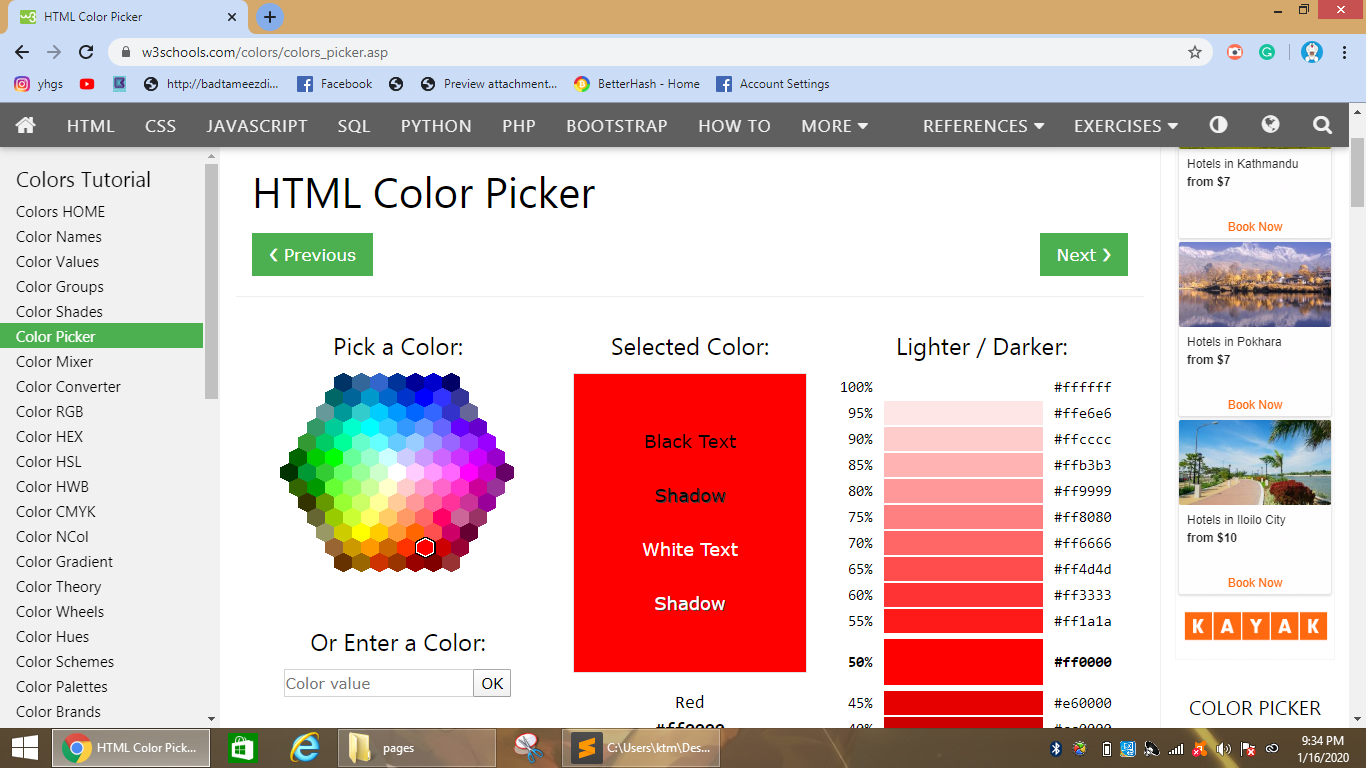 HTML Color Picker
w3schools.com/colors/colors_picker.asp
yhgs
http://badtameezdi...
Facebook
Preview attachment...
BetterHash - Home
Account Settings
HTML CSS JAVASCRIPT SQL PYTHON PHP BOOTSTRAP HOW TO MORE REFERENCES EXERCISES
Colors Tutorial
Colors HOME
Color Names
Color Values
Color Groups
Color Shades
Color Picker
Color Mixer
Color Converter
Color RGB
Color HEX
Color HSL
Color HWB
Color CMYK
Color NCol
Color Gradient
Color Theory
Color Wheels
Color Hues
Color Schemes
Color Palettes
Color Brands
HTML Color Picker
❮ Previous
Next ❯
Pick a Color:
Or Enter a Color:
Color value
OK
Selected Color:
Black Text
Shadow
White Text
Shadow
Red
#ff0000
Lighter / Darker:
100% #ffffff
95% #ffe6e6
90% #ffcccc
85% #ffb3b3
80% #ff9999
75% #ff8080
70% #ff6666
65% #ff4d4d
60% #ff3333
55% #ff1a1a
50% #ff0000
45% #e60000
40% #cc0000
Hotels in Kathmandu
from $7
Book Now
Hotels in Pokhara
from $7
Book Now
Hotels in Iloilo City
from $10
Book Now
KAYAK
COLOR PICKER
HTML Color Pick...
pages
C:\Users\ktm\Des...
9:34 PM
1/16/2020